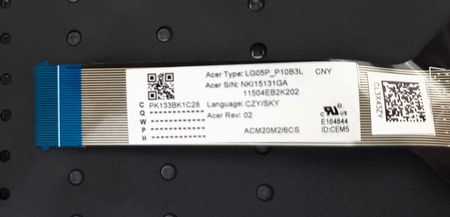 Acer Type: LG05P_P10B3L CNY
Acer S/N: NKI15131GA
11504EB2K202
C PK133BK1C28
Language: CZY/SKY
Q
W
Acer Rev: 02
P
H
ACM20M2/6CS
E164844
ID:CEM5